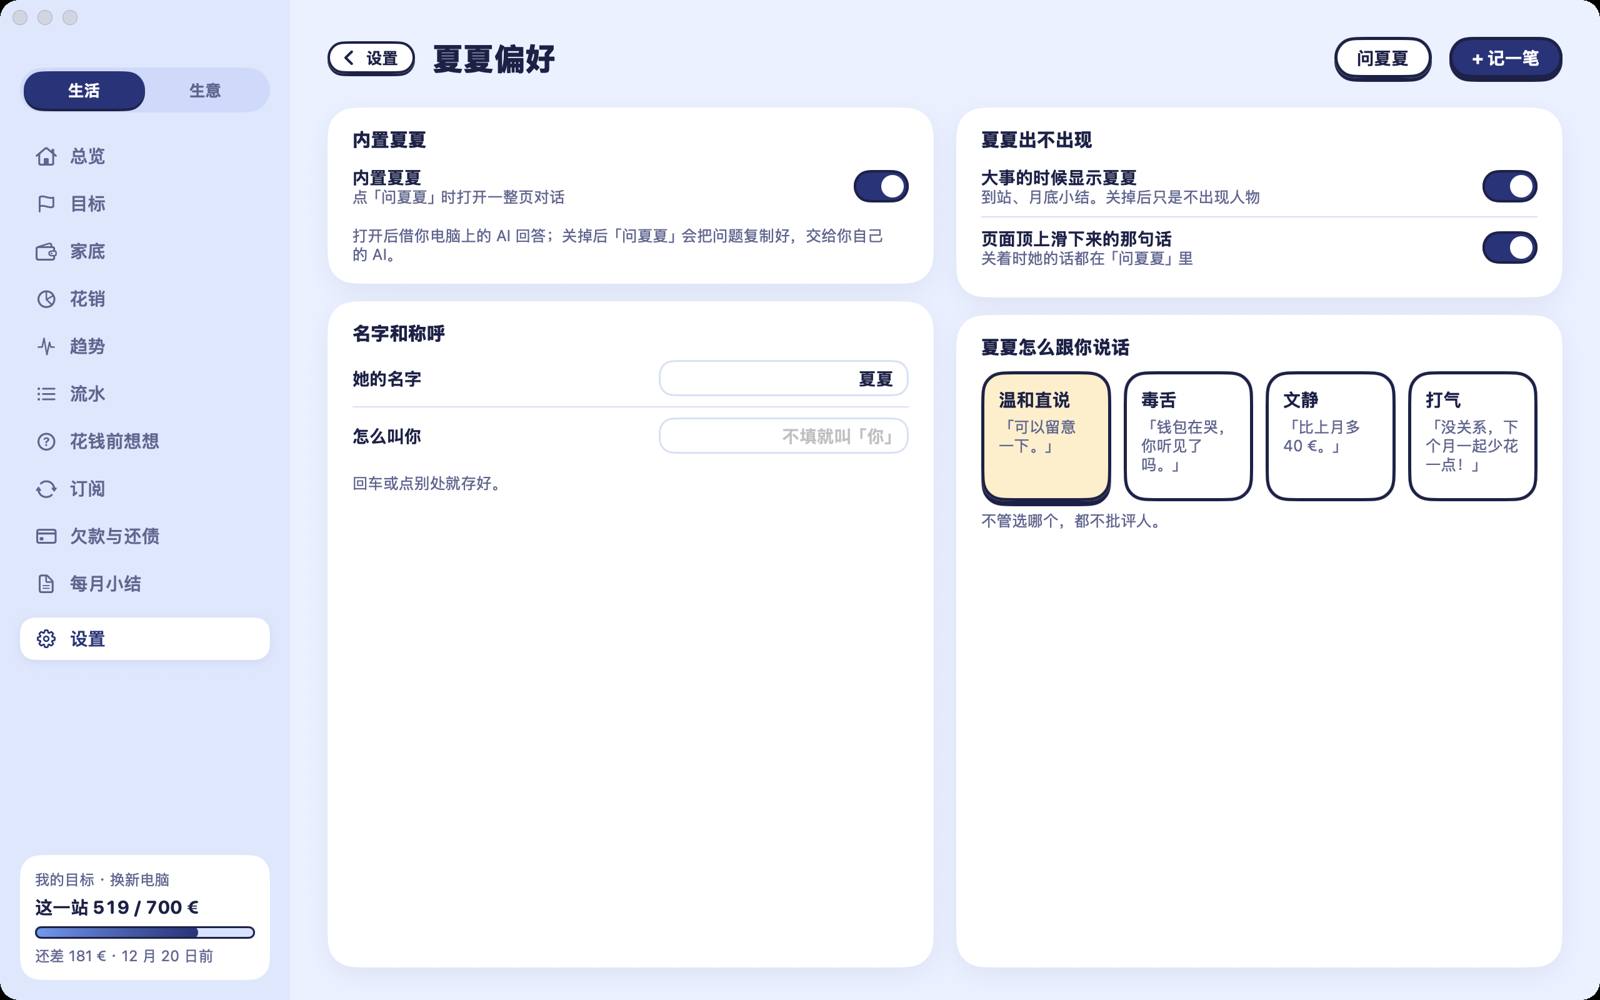 生活
生意
总览
目标
家底
花销
趋势
流水
花钱前想想
订阅
欠款与还债
每月小结
设置
我的目标 · 换新电脑
这一站 519 / 700 €
还差 181 € · 12 月 20 日前
设置
夏夏偏好
问夏夏
+ 记一笔
内置夏夏
内置夏夏
点「问夏夏」时打开一整页对话
打开后借你电脑上的 AI 回答；关掉后「问夏夏」会把问题复制好，交给你自己
的 AI。
名字和称呼
她的名字
夏夏
怎么叫你
不填就叫「你」
回车或点别处就存好。
夏夏出不出现
大事的时候显示夏夏
到站、月底小结。关掉后只是不出现人物
页面顶上滑下来的那句话
关着时她的话都在「问夏夏」里
夏夏怎么跟你说话
温和直说
「可以留意
一下。」
毒舌
「钱包在哭，
你听见了
吗。」
文静
「比上月多
40 €。」
打气
「没关系，下
个月一起少花
一点！」
不管选哪个，都不批评人。